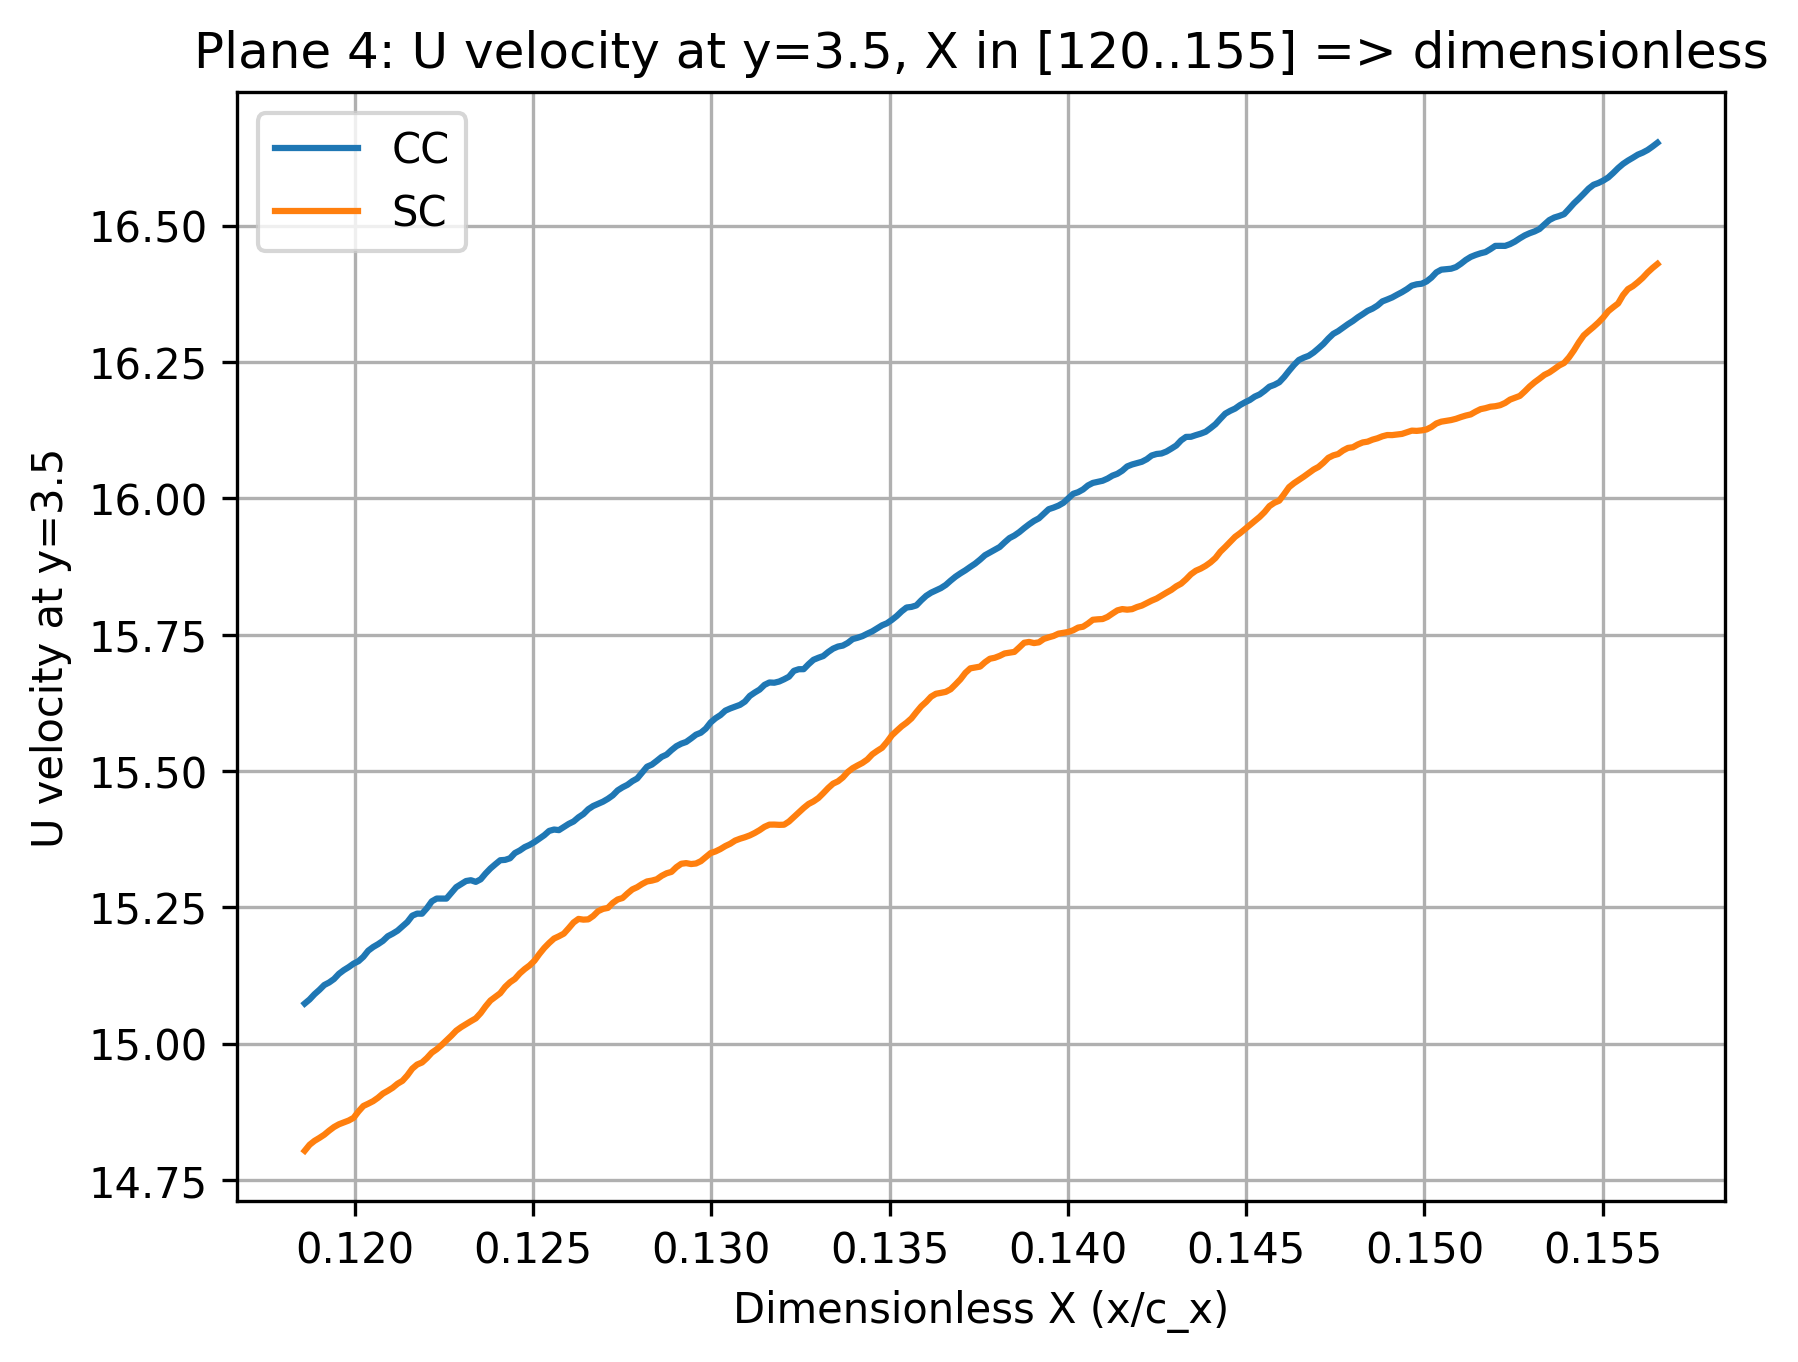 Plane 4: U velocity at y=3.5, X in [120..155] => dimensionless
CC
SC
U velocity at y=3.5
16.50
16.25
16.00
15.75
15.50
15.25
15.00
14.75
0.120 0.125 0.130 0.135 0.140 0.145 0.150 0.155
Dimensionless X (x/c_x)